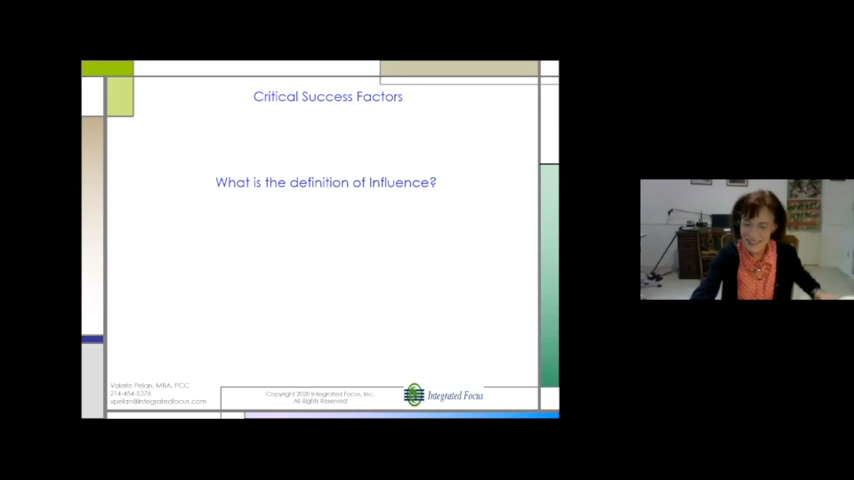 Critical Success Factors
What is the definition of Influence?
Valerie Pelan, MBA, PCC
214-454-5376
vpelan@integratedfocus.com
Copyright 2020 Integrated Focus, Inc.
All Rights Reserved
Integrated Focus